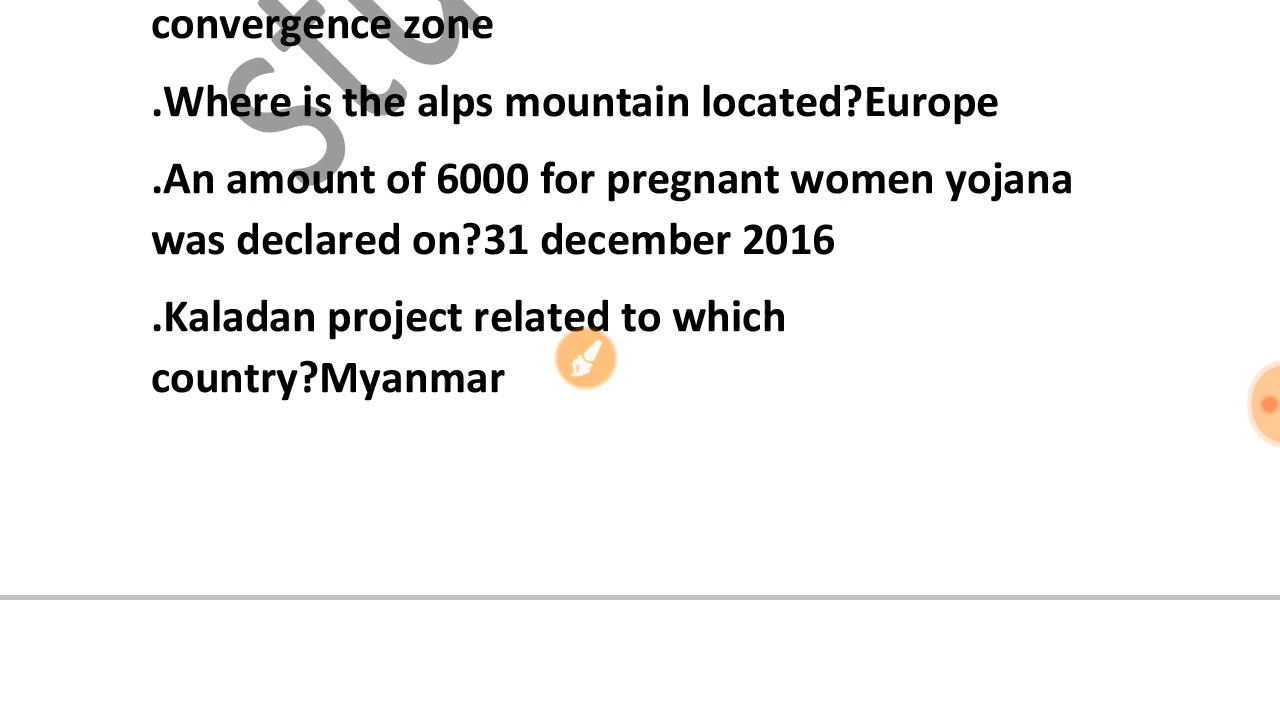 convergence zone
.Where is the alps mountain located?Europe
.An amount of 6000 for pregnant women yojana
was declared on?31 december 2016
.Kaladan project related to which
country?Myanmar